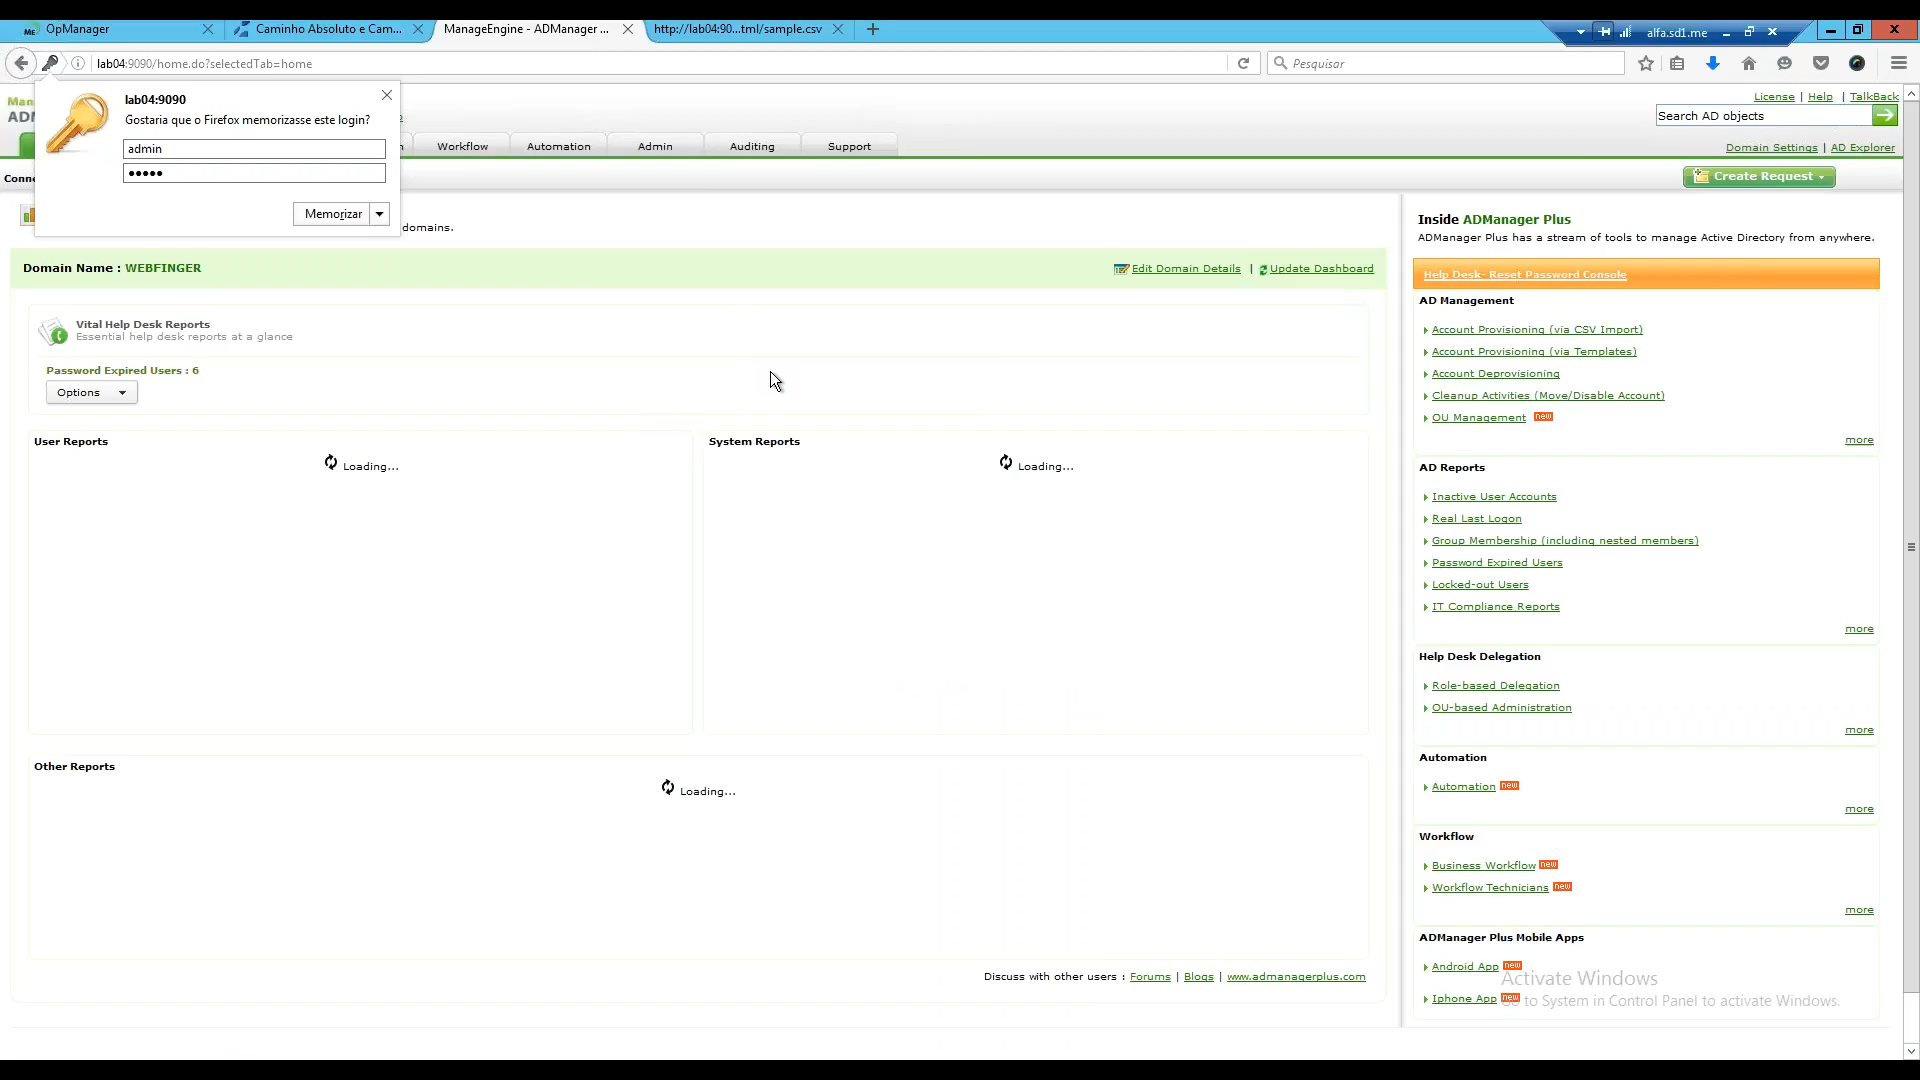 OpManager
Caminho Absoluto e Cam...
ManageEngine - ADManager ...
http://lab04:90...tml/sample.csv
alfa.sd1.me
lab04:9090/home.do?selectedTab=home
Pesquisar
lab04:9090
Gostaria que o Firefox memorizasse este login?
admin
•••••
Memorizar
License | Help | TalkBack
Search AD objects
Workflow
Automation
Admin
Auditing
Support
Domain Settings | AD Explorer
Create Request
domains.
Domain Name : WEBFINGER
Edit Domain Details | Update Dashboard
Vital Help Desk Reports
Essential help desk reports at a glance
Password Expired Users : 6
Options
User Reports
Loading...
System Reports
Loading...
Other Reports
Loading...
Discuss with other users : Forums | Blogs | www.admanagerplus.com
Inside ADManager Plus
ADManager Plus has a stream of tools to manage Active Directory from anywhere.
Help Desk- Reset Password Console
AD Management
Account Provisioning (via CSV Import)
Account Provisioning (via Templates)
Account Deprovisioning
Cleanup Activities (Move/Disable Account)
OU Management new
more
AD Reports
Inactive User Accounts
Real Last Logon
Group Membership (including nested members)
Password Expired Users
Locked-out Users
IT Compliance Reports
more
Help Desk Delegation
Role-based Delegation
OU-based Administration
more
Automation
Automation new
more
Workflow
Business Workflow new
Workflow Technicians new
more
ADManager Plus Mobile Apps
Android App new
Iphone App new
Activate Windows
to System in Control Panel to activate Windows.